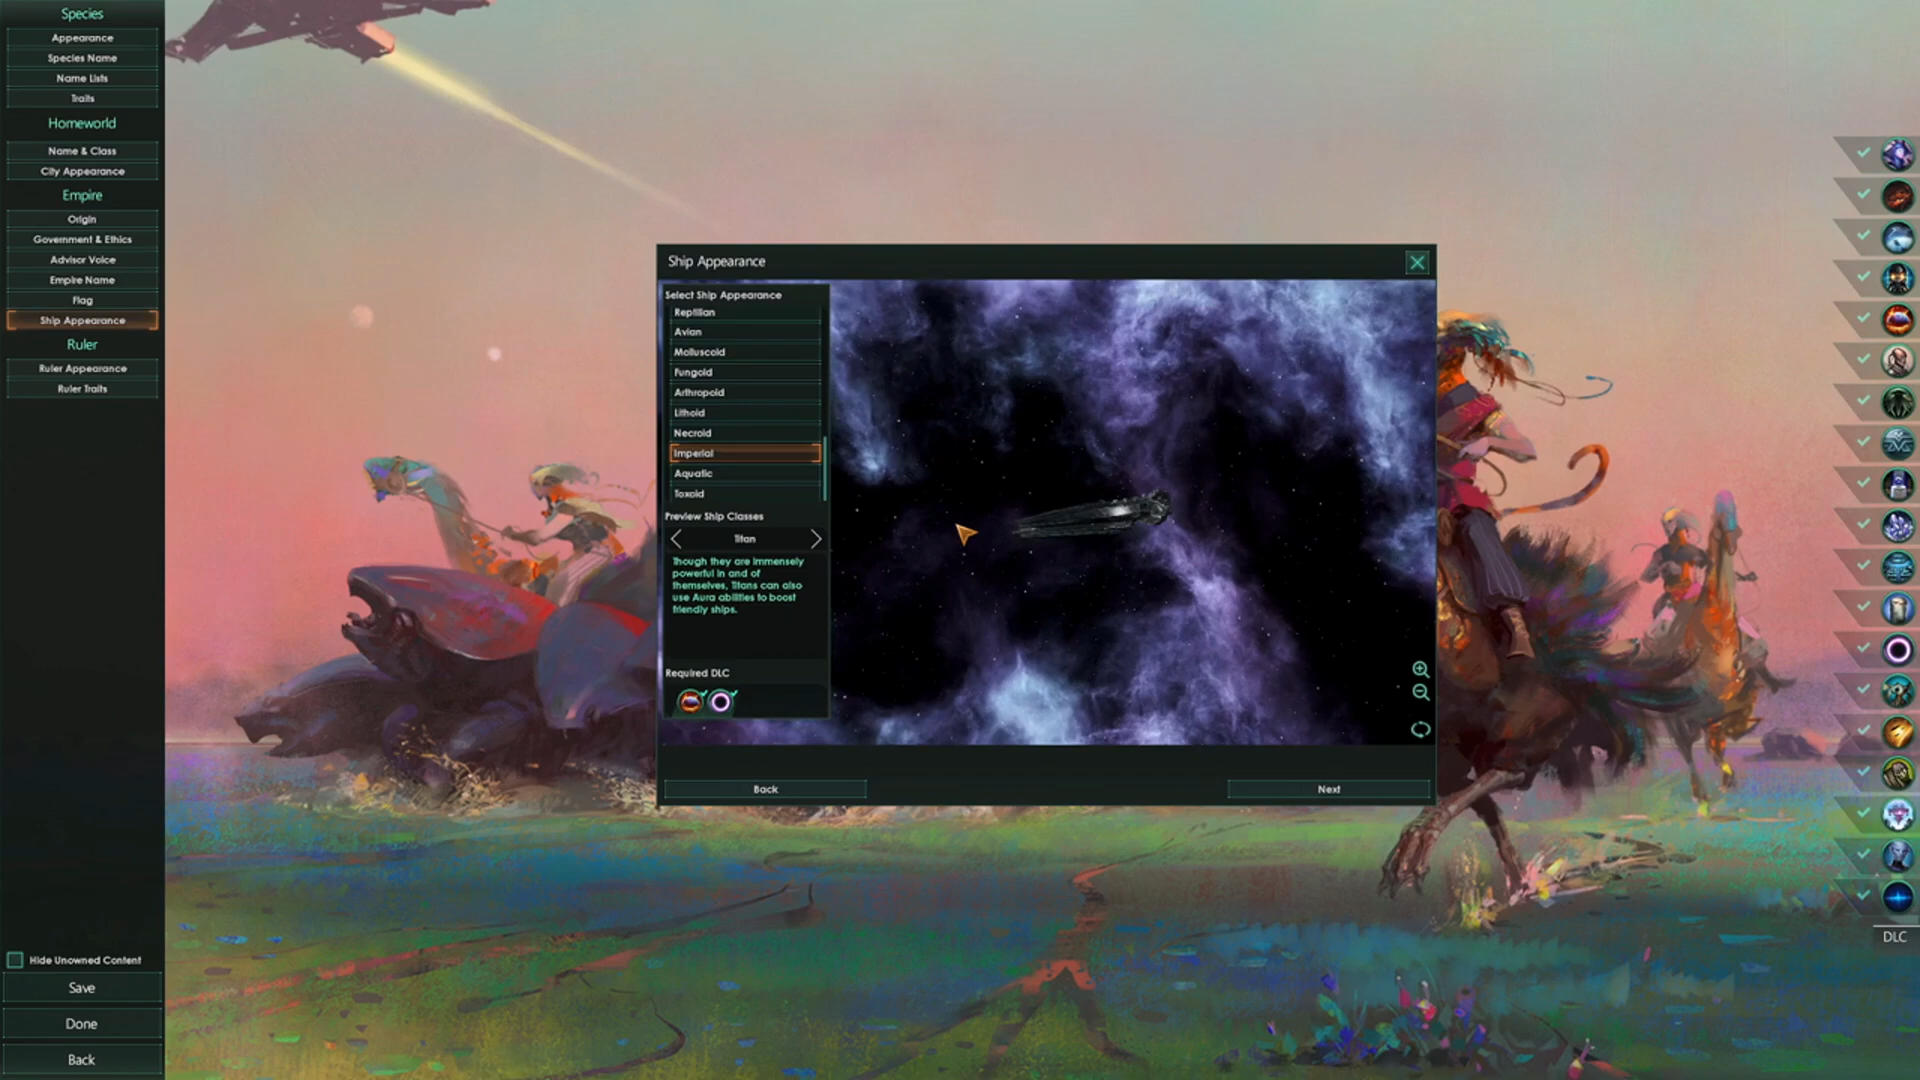 Species
Appearance
Species Name
Name Lists
Traits
Homeworld
Name & Class
City Appearance
Empire
Origin
Government & Ethics
Advisor Voice
Empire Name
Flag
Ship Appearance
Ruler
Ruler Appearance
Ruler Traits
Hide Unowned Content
Save
Done
Back
Ship Appearance
Select Ship Appearance
Reptilian
Avian
Molluscoid
Fungoid
Arthropoid
Lithoid
Necroid
Imperial
Aquatic
Toxoid
Preview Ship Classes
Titan
Though they are immensely
powerful in and of
themselves, Titans can also
use Aura abilities to boost
friendly ships.
Required DLC
Back
Next
DLC